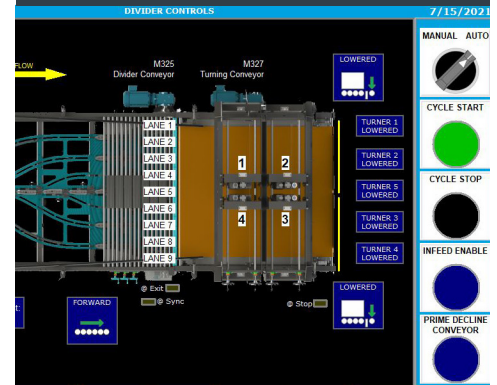 DIVIDER CONTROLS
7/15/2021
FLOW
M325
Divider Conveyor
M327
Turning Conveyor
LOWERED
MANUAL AUTO
CYCLE START
LANE 1
LANE 2
LANE 3
LANE 4
LANE 5
LANE 6
LANE 7
LANE 8
LANE 9
1
2
4
3
TURNER 1
LOWERED
TURNER 2
LOWERED
TURNER 5
LOWERED
TURNER 3
LOWERED
TURNER 4
LOWERED
CYCLE STOP
INFEED ENABLE
@ Exit
@ Sync
@ Stop
LOWERED
FORWARD
t:
PRIME DECLINE
CONVEYOR